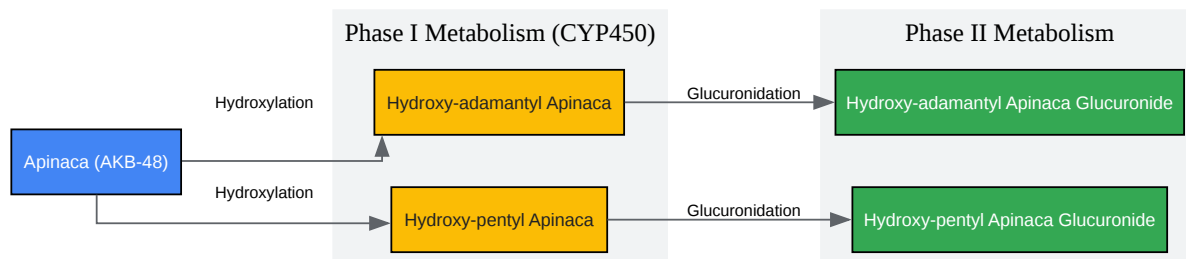 Phase I Metabolism (CYP450)
Phase II Metabolism
Hydroxylation
Hydroxy-adamantyl Apinaca
Glucuronidation
Hydroxy-adamantyl Apinaca Glucuronide
Apinaca (AKB-48)
Hydroxylation
Hydroxy-pentyl Apinaca
Glucuronidation
Hydroxy-pentyl Apinaca Glucuronide